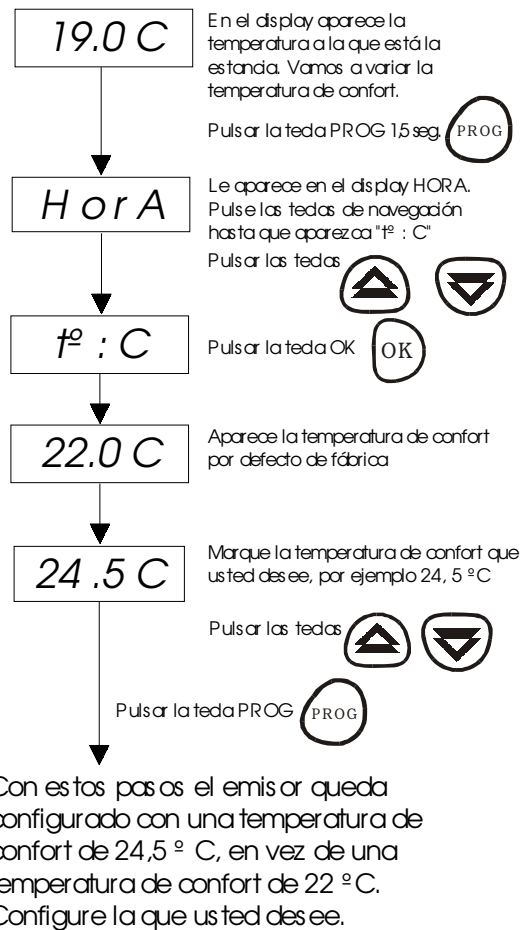 19.0 C
En el display aparece la
temperatura a la que está la
estancia. Vamos a variar la
temperatura de confort.
Pulsar la tecla PROG 1,5 seg.
PROG
HorA
Le aparece en el display HORA.
Pulse las teclas de navegación
hasta que aparezca "tº : C"
Pulsar las teclas
tº : C
Pulsar la tecla OK
OK
22.0 C
Aparece la temperatura de confort
por defecto de fábrica
24.5 C
Marque la temperatura de confort que
usted desee, por ejemplo 24, 5 ºC
Pulsar las teclas
Pulsar la tecla PROG
PROG
Con estos pasos el emisor queda
configurado con una temperatura de
confort de 24,5 º C, en vez de una
temperatura de confort de 22 ºC.
Configure la que usted desee.